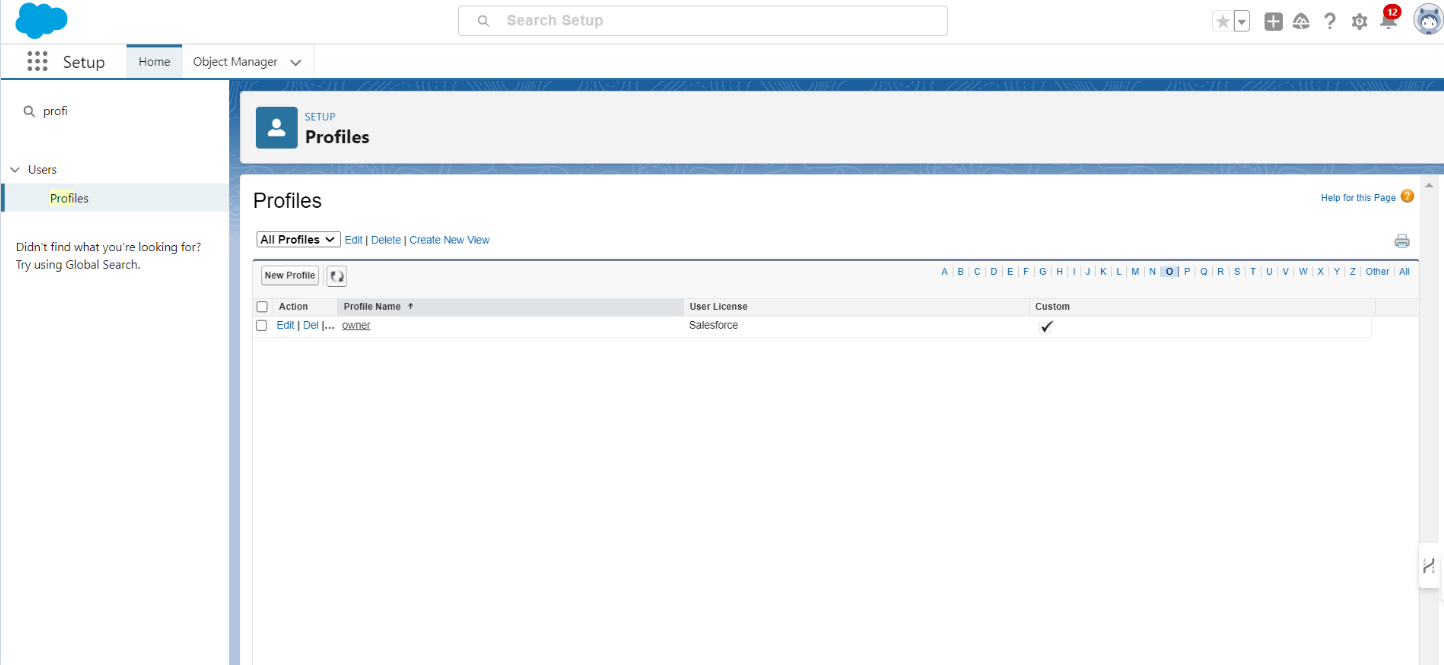 Search Setup
12
Setup
Home
Object Manager
profi
Users
Profiles
Didn't find what you're looking for?
Try using Global Search.
SETUP
Profiles
Profiles
Help for this Page ?
All Profiles Edit | Delete | Create New View
New Profile
A | B | C | D | E | F | G | H | I | J | K | L | M | N | O | P | Q | R | S | T | U | V | W | X | Y | Z | Other | All
Action Profile Name ↑ User License Custom
Edit | Del |... owner Salesforce ✓